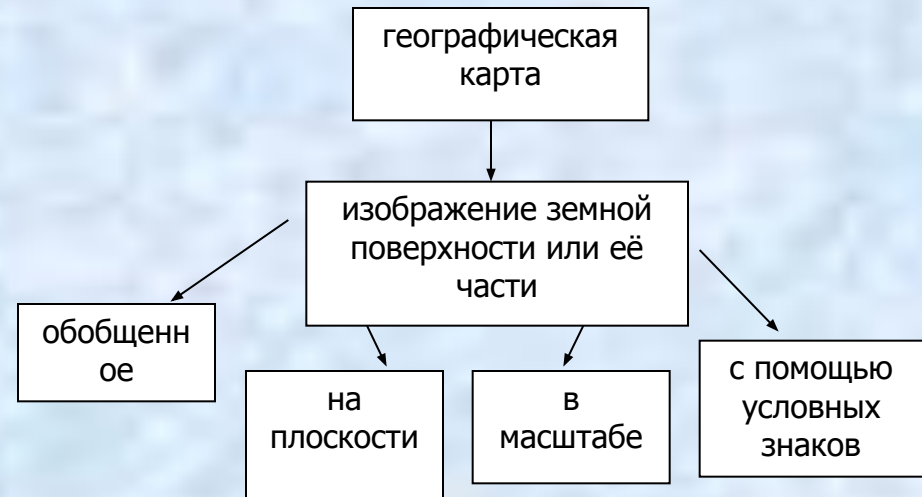 географическая
карта
изображение земной
поверхности или её
части
обобщенн
ое
на
плоскости
в
масштабе
с помощью
условных
знаков